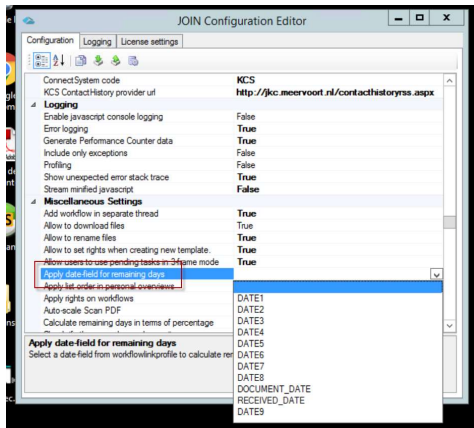 JOIN Configuration Editor
Configuration Logging License settings
ConnectSystem code KCS
KCS ContactHistory provider url http://jkc.meervoort.nl/contacthistoryrss.aspx
Logging
Enable javascript console logging False
Error logging True
Generate Performance Counter data True
Include only exceptions False
Profiling False
Show unexpected error stack trace True
Stream minified javascript False
Miscellaneous Settings
Add workflow in separate thread True
Allow to download files True
Allow to rename files True
Allow to set rights when creating new template. True
Allow users to use pending tasks in 3-frame mode True
Apply date-field for remaining days
Apply list order in personal overviews
Apply rights on workflows
Auto-scale Scan PDF
Calculate remaining days in terms of percentage
DATE1
DATE2
DATE3
DATE4
DATE5
DATE6
DATE7
DATE8
DOCUMENT_DATE
RECEIVED_DATE
DATE9
Apply date-field for remaining days
Select a date-field from workflowlinkprofile to calculate